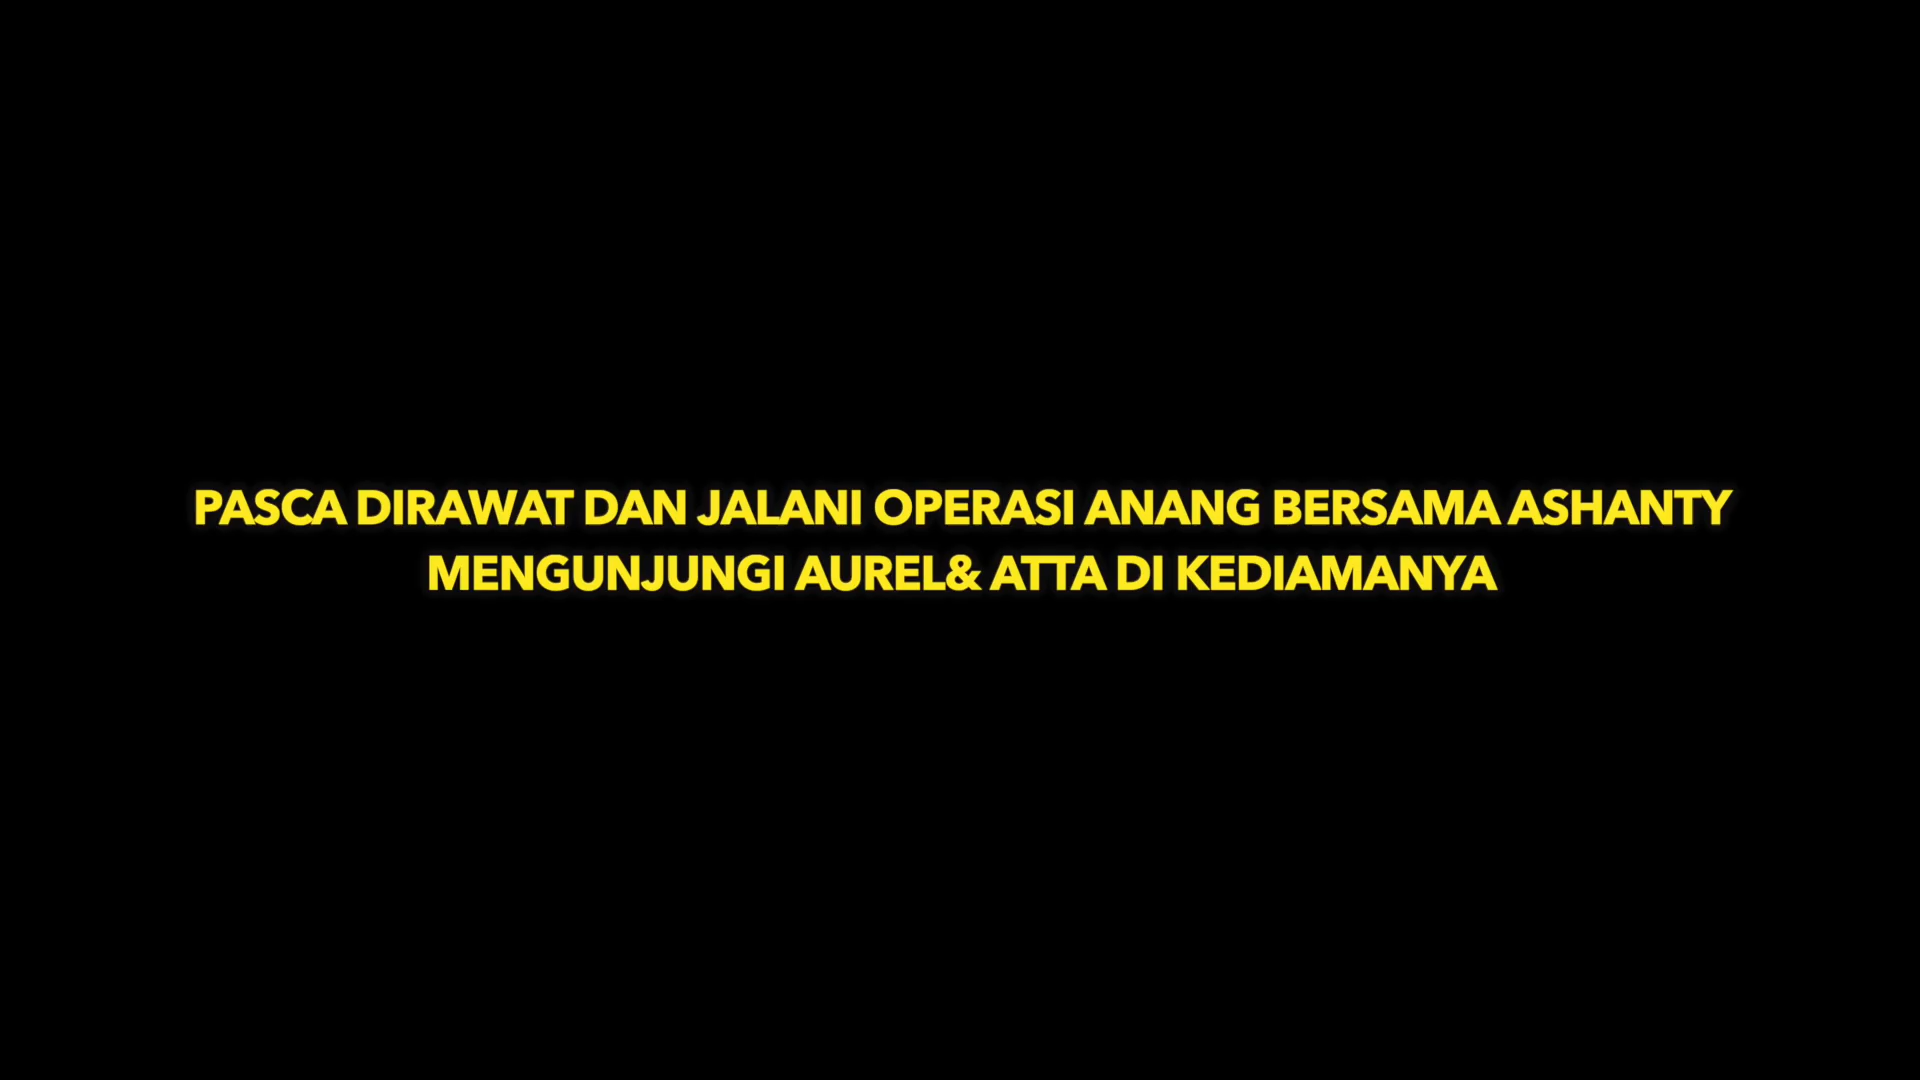 PASCA DIRAWAT DAN JALANI OPERASI ANANG BERSAMA ASHANTY
MENGUNJUNGI AUREL& ATTA DI KEDIAMANYA